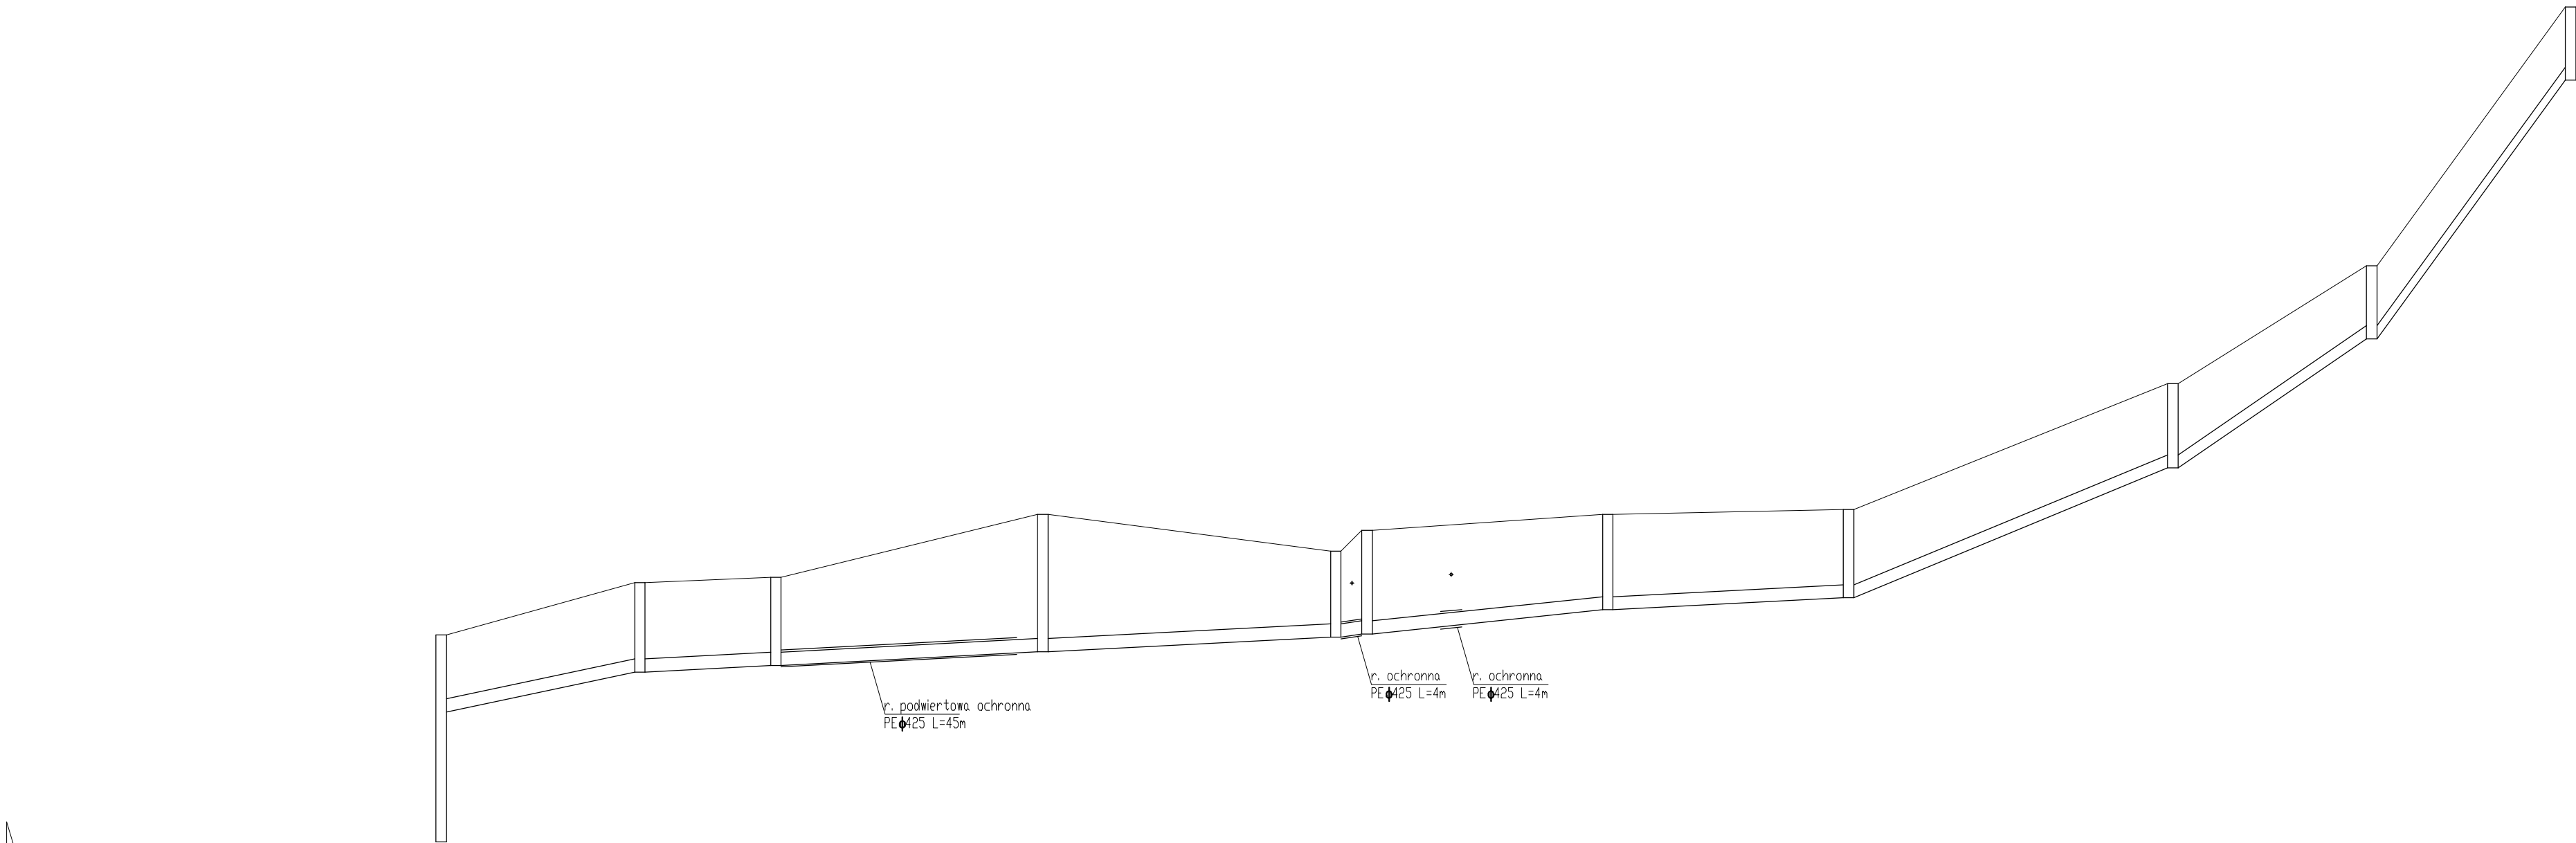 r. podwiertowa ochronna
PEϕ425 L=45m
r. ochronna
PEϕ425 L=4m
r. ochronna
PEϕ425 L=4m